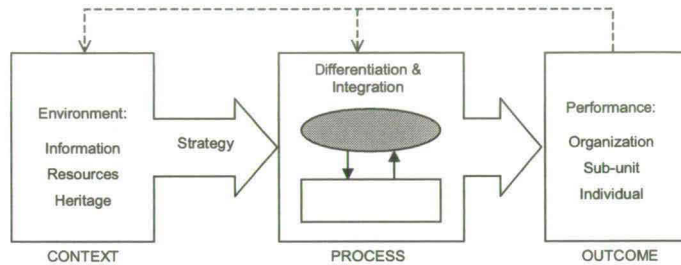 Environment:
Information
Resources
Heritage
CONTEXT
Strategy
Differentiation &
Integration
PROCESS
Performance:
Organization
Sub-unit
Individual
OUTCOME